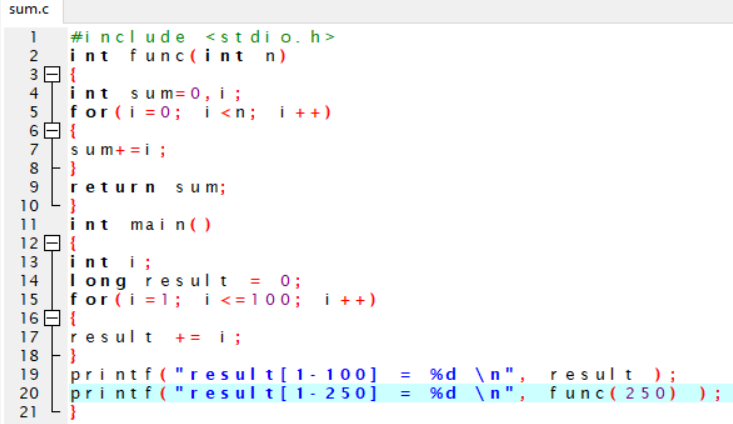 sum.c
1 #include <stdio.h>
2 int func(int n)
3 {
4 int sum=0,i;
5 for(i=0; i<n; i++)
6 {
7 sum+=i;
8 }
9 return sum;
10 }
11 int main()
12 {
13 int i;
14 long result = 0;
15 for(i=1; i<=100; i++)
16 {
17 result += i;
18 }
19 printf("result[1-100] = %d \n", result );
20 printf("result[1-250] = %d \n", func(250) );
21 }